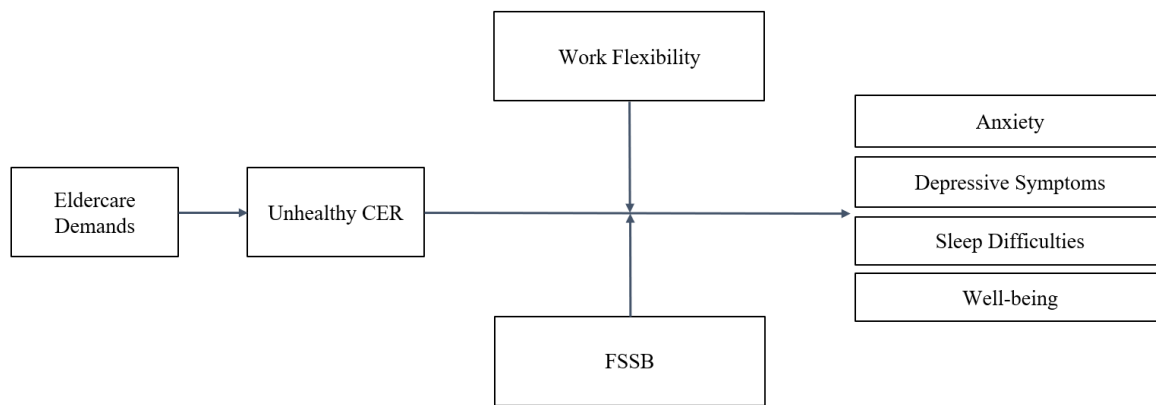 Work Flexibility
Eldercare
Demands
Unhealthy CER
Anxiety
Depressive Symptoms
Sleep Difficulties
Well-being
FSSB